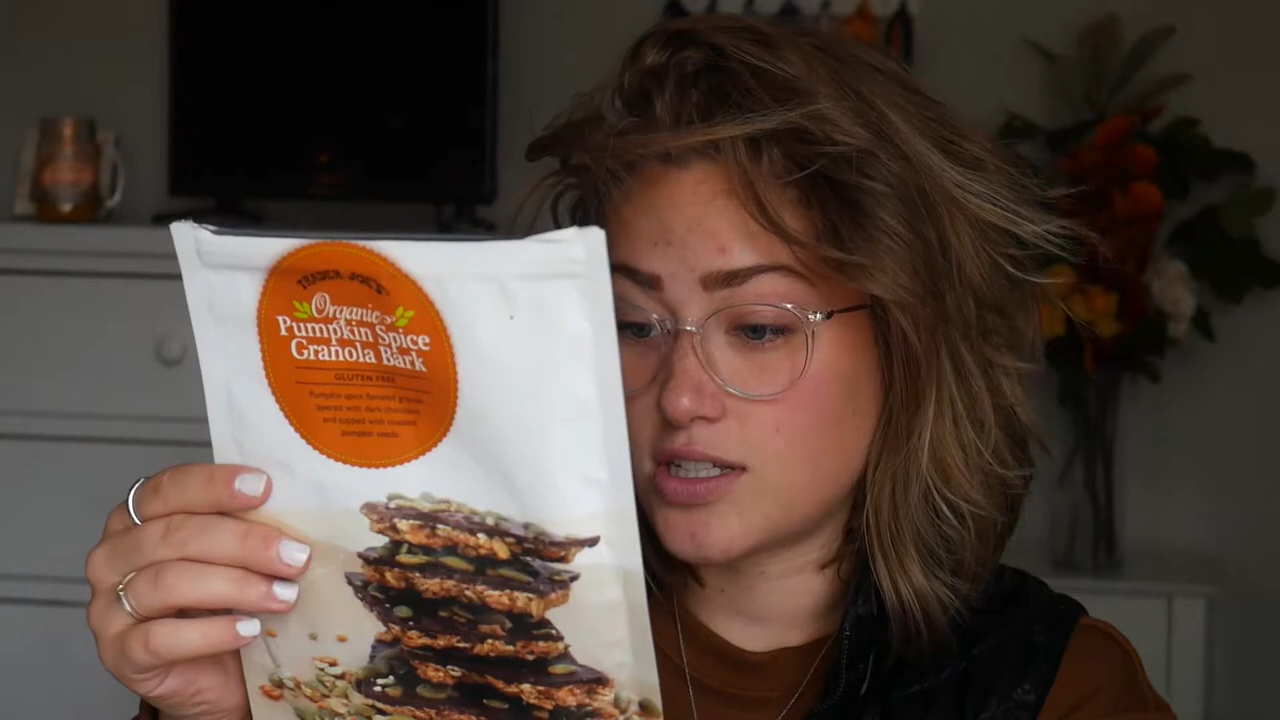 TRADER JOE'S
Organic
Pumpkin Spice
Granola Bark
GLUTEN FREE
Pumpkin spice flavored granola
layered with dark chocolate
and topped with roasted
pumpkin seeds